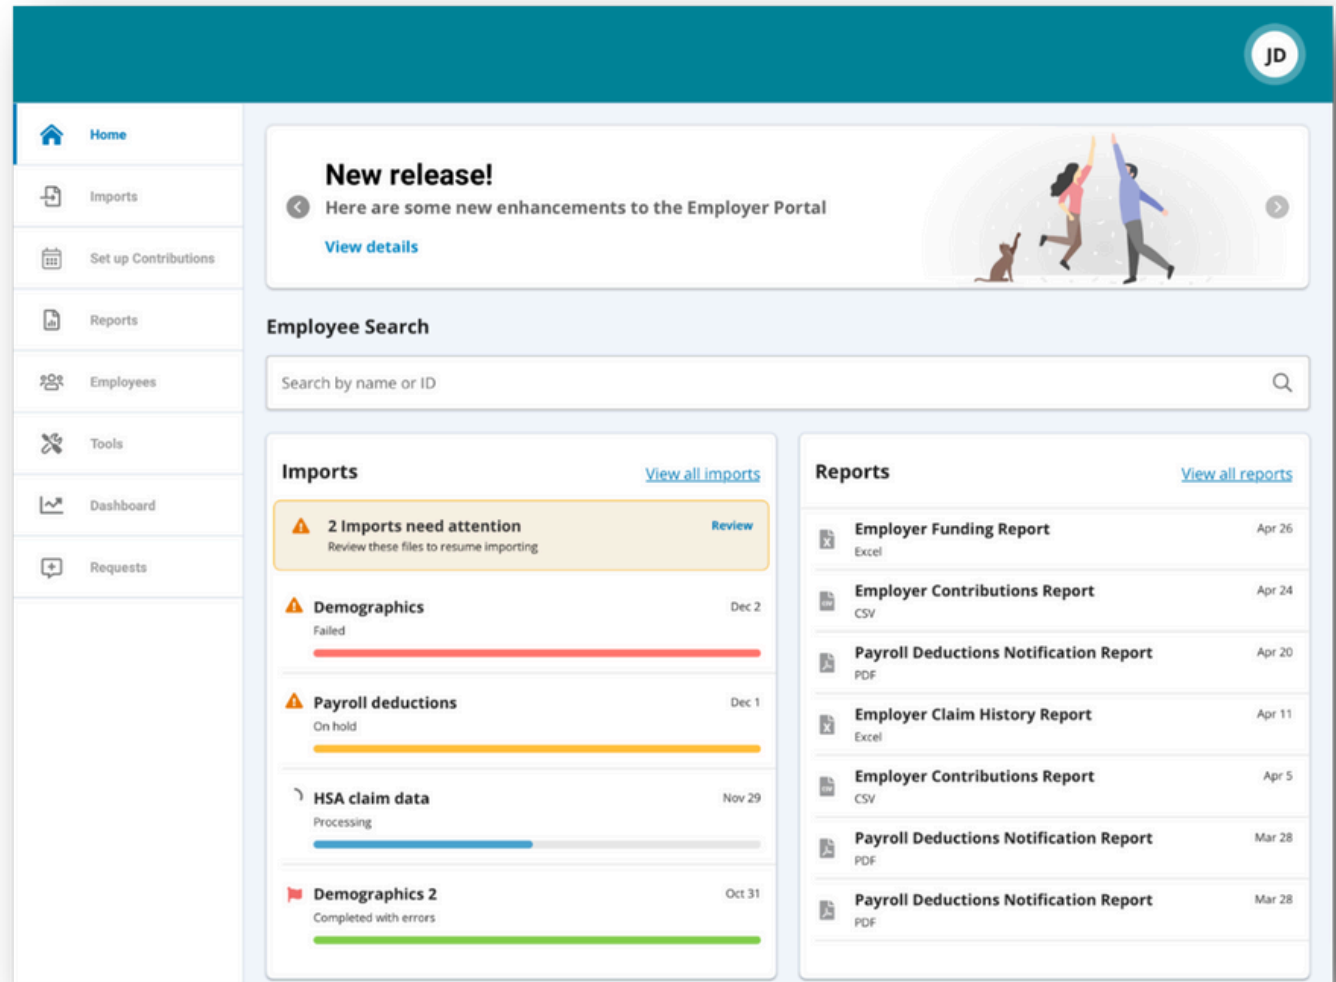 JD
Home
Imports
Set up Contributions
Reports
Employees
Tools
Dashboard
Requests
New release!
Here are some new enhancements to the Employer Portal
View details
Employee Search
Search by name or ID
Imports
View all imports
2 Imports need attention
Review
Review these files to resume importing
Demographics
Dec 2
Failed
Payroll deductions
Dec 1
On hold
HSA claim data
Nov 29
Processing
Demographics 2
Oct 31
Completed with errors
Reports
View all reports
Employer Funding Report
Apr 26
Excel
Employer Contributions Report
Apr 24
CSV
Payroll Deductions Notification Report
Apr 20
PDF
Employer Claim History Report
Apr 11
Excel
Employer Contributions Report
Apr 5
CSV
Payroll Deductions Notification Report
Mar 28
PDF
Payroll Deductions Notification Report
Mar 28
PDF